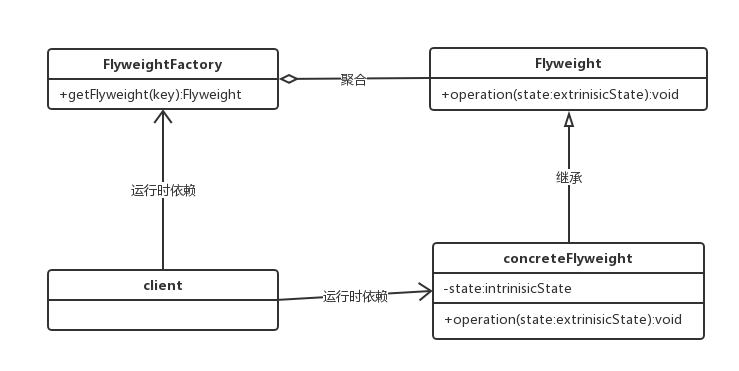 FlyweightFactory
+getFlyweight(key):Flyweight
聚合
Flyweight
+operation(state:extrinisicState):void
运行时依赖
继承
client
运行时依赖
concreteFlyweight
-state:intrinisicState
+operation(state:extrinisicState):void